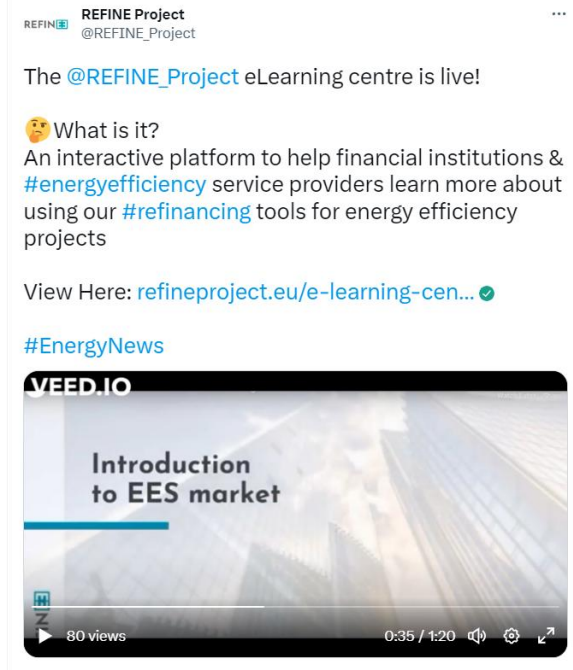 REFINE
REFINE Project
@REFINE_Project
The @REFINE_Project eLearning centre is live!
🤔What is it?
An interactive platform to help financial institutions &
#energyefficiency service providers learn more about
using our #refinancing tools for energy efficiency
projects
View Here: refineproject.eu/e-learning-cen...
#EnergyNews
VEED.IO
Introduction
to EES market
80 views
0:35 / 1:20